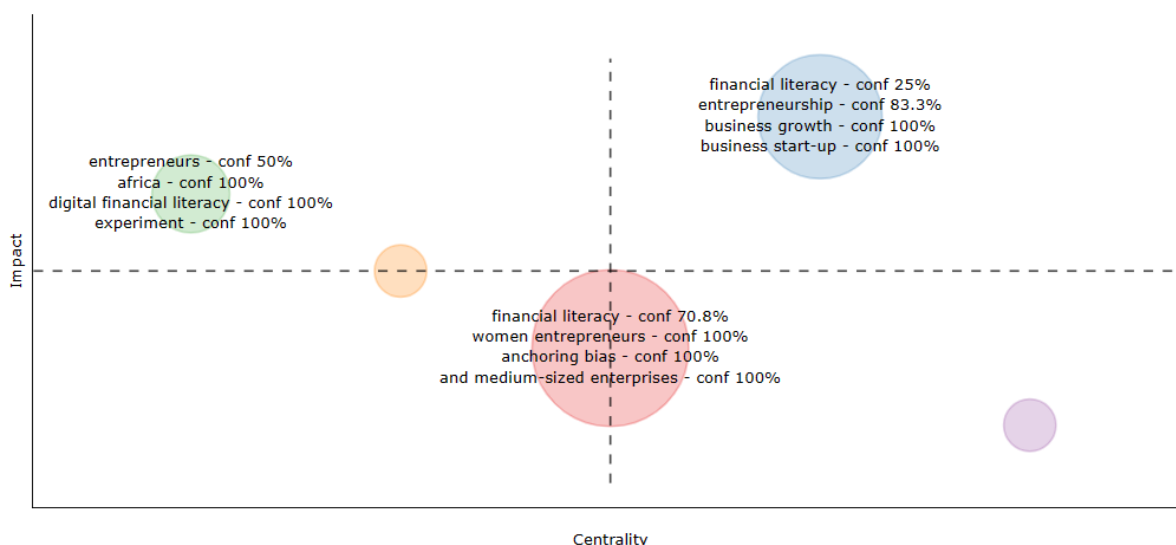 financial literacy - conf 25%
entrepreneurship - conf 83.3%
business growth - conf 100%
business start-up - conf 100%
entrepreneurs - conf 50%
africa - conf 100%
digital financial literacy - conf 100%
experiment - conf 100%
Impact
financial literacy - conf 70.8%
women entrepreneurs - conf 100%
anchoring bias - conf 100%
and medium-sized enterprises - conf 100%
Centrality